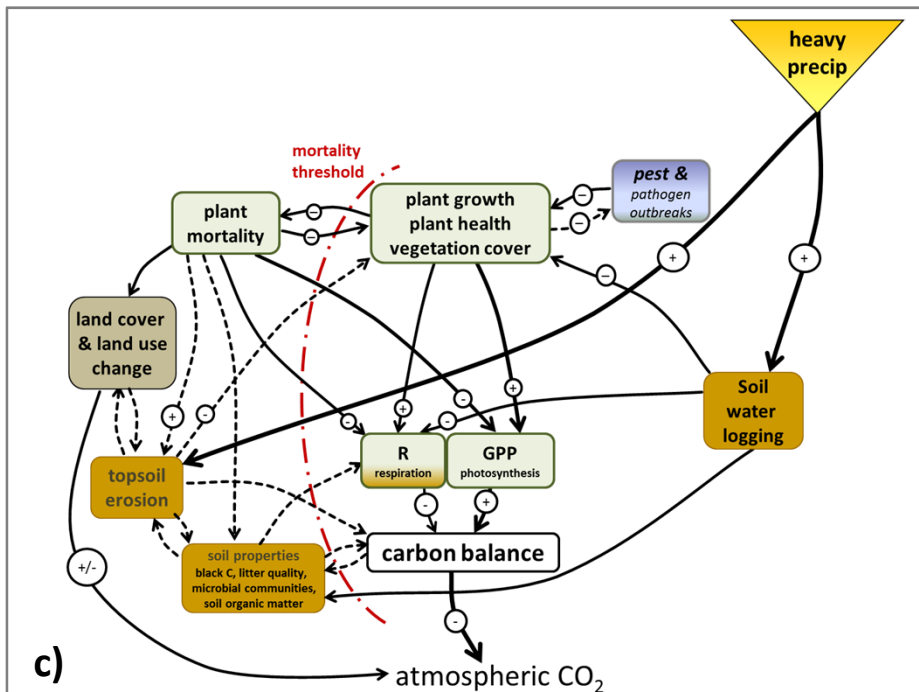 heavy
precip
mortality
threshold
pest &
pathogen
outbreaks
plant growth
plant health
vegetation cover
plant
mortality
−
−
−
−
+
+
−
land cover
& land use
change
Soil
water
logging
+
-
-
-
+
+
-
R
respiration
GPP
photosynthesis
topsoil
erosion
-
+
carbon balance
soil properties
black C, litter quality,
microbial communities,
soil organic matter
+/-
-
c)
atmospheric CO₂